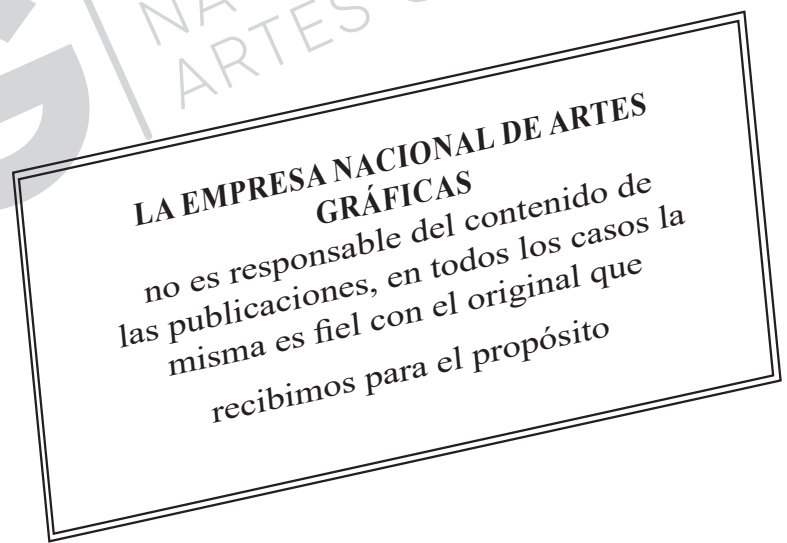 NA
ARTES G
LA EMPRESA NACIONAL DE ARTES
GRÁFICAS
no es responsable del contenido de
las publicaciones, en todos los casos la
misma es fiel con el original que
recibimos para el propósito